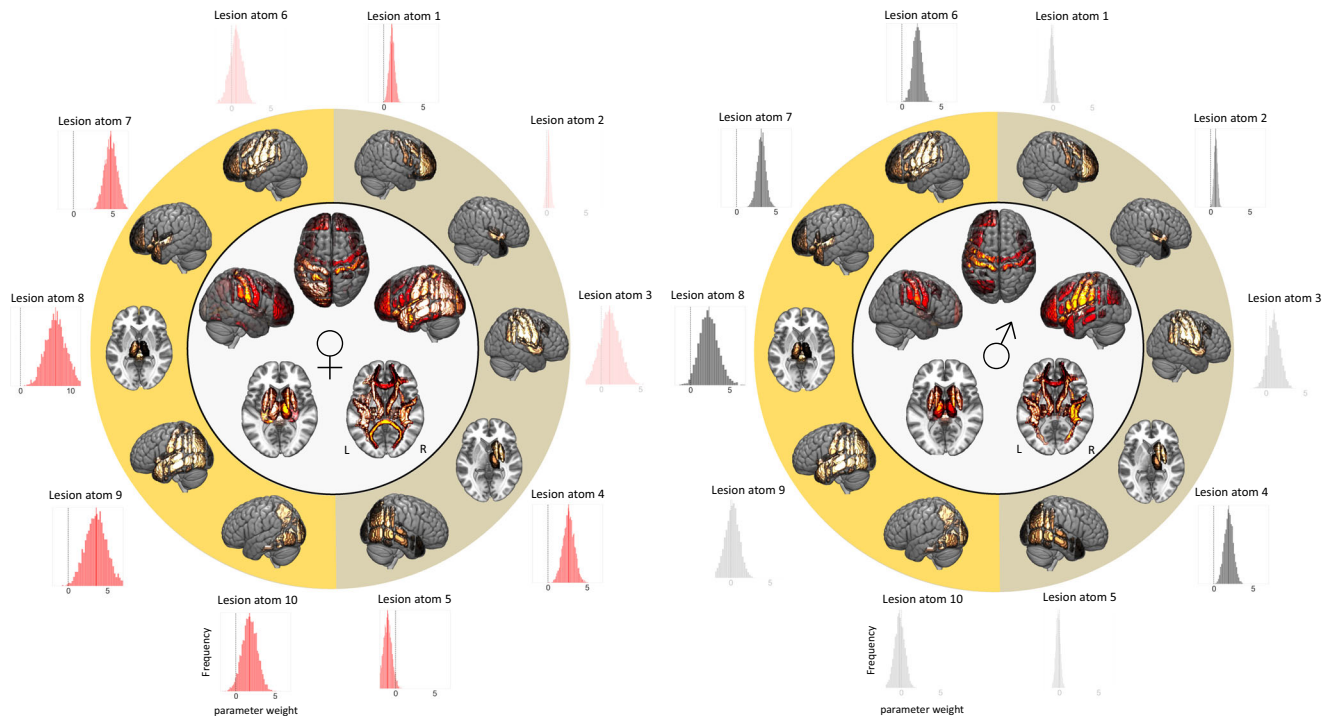 Lesion atom 6
0 5
Lesion atom 1
0 5
Lesion atom 7
0 5
Lesion atom 2
0 5
Lesion atom 8
0 10
Lesion atom 3
0 5
L R
Lesion atom 9
0 5
Lesion atom 4
0 5
Lesion atom 10
Frequency
0 5
parameter weight
Lesion atom 5
0 5
Lesion atom 6
0 5
Lesion atom 1
0 5
Lesion atom 7
0 5
Lesion atom 2
0 5
Lesion atom 8
0 5
Lesion atom 3
0 5
L R
Lesion atom 9
0 5
Lesion atom 4
0 5
Lesion atom 10
Frequency
0 5
parameter weight
Lesion atom 5
0 5